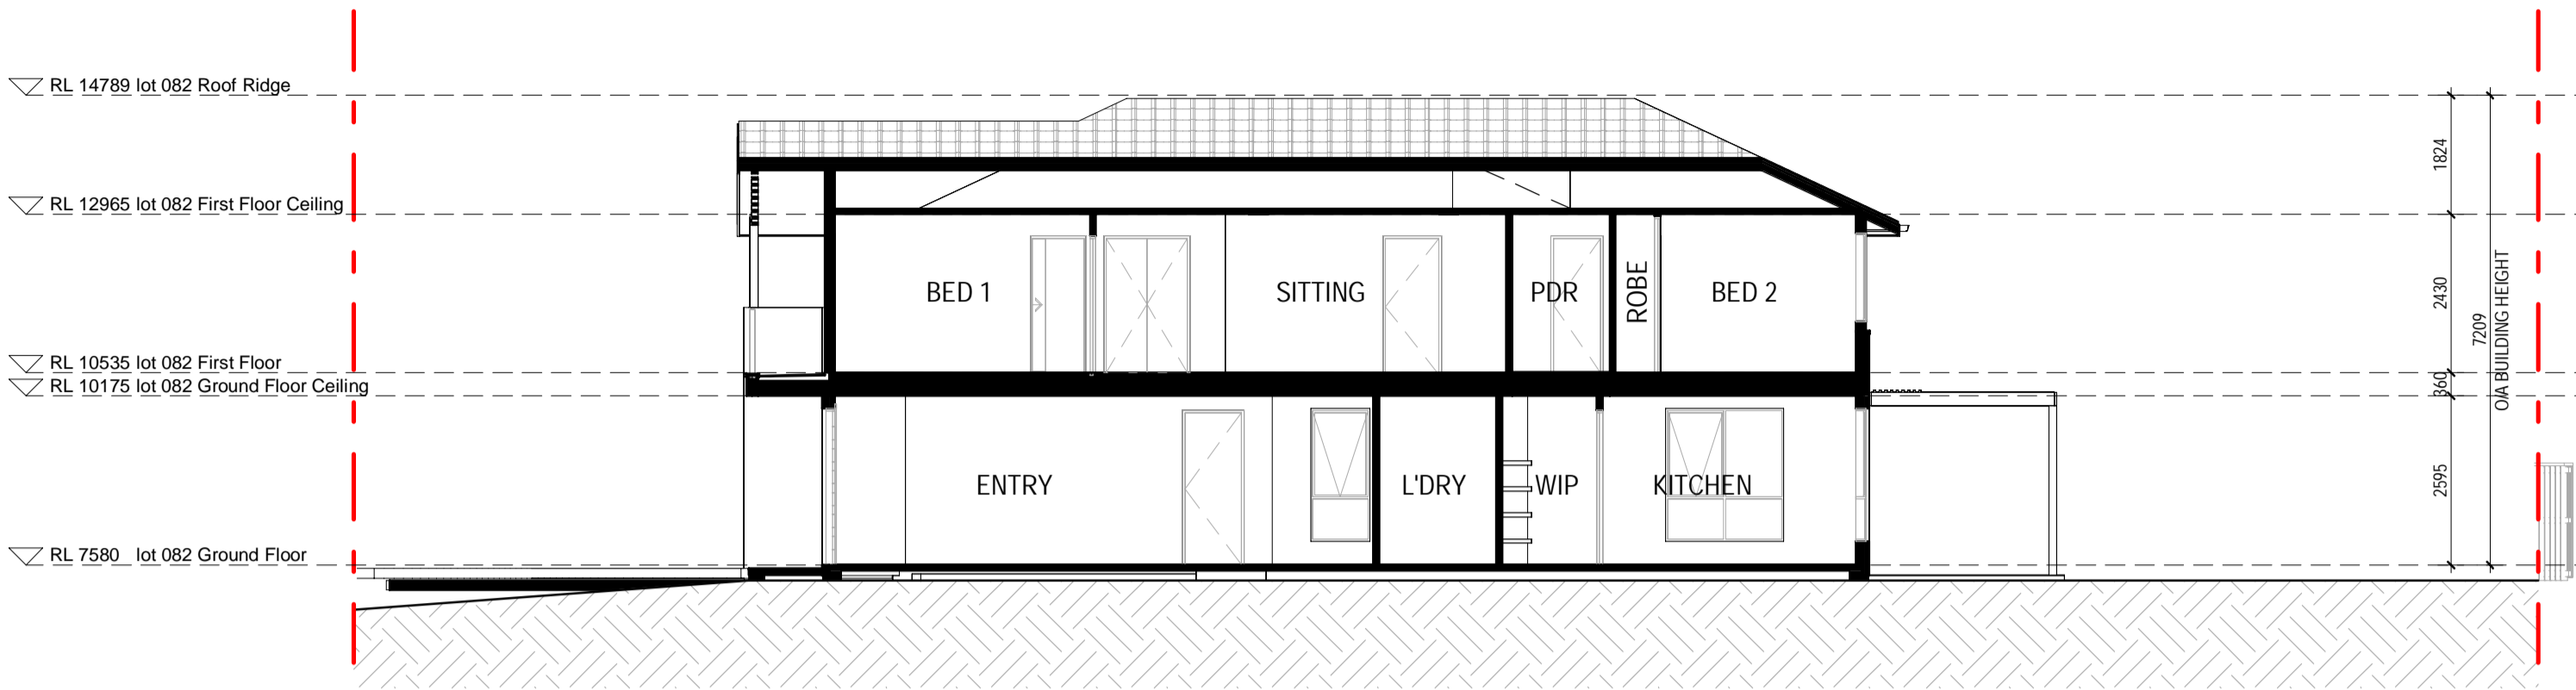 RL 14789 lot 082 Roof Ridge
RL 12965 lot 082 First Floor Ceiling
RL 10535 lot 082 First Floor
RL 10175 lot 082 Ground Floor Ceiling
RL 7580 lot 082 Ground Floor
BED 1
SITTING
PDR
ROBE
BED 2
ENTRY
L'DRY
WIP
KITCHEN
1824
2430
360
2595
7209
O/A BUILDING HEIGHT